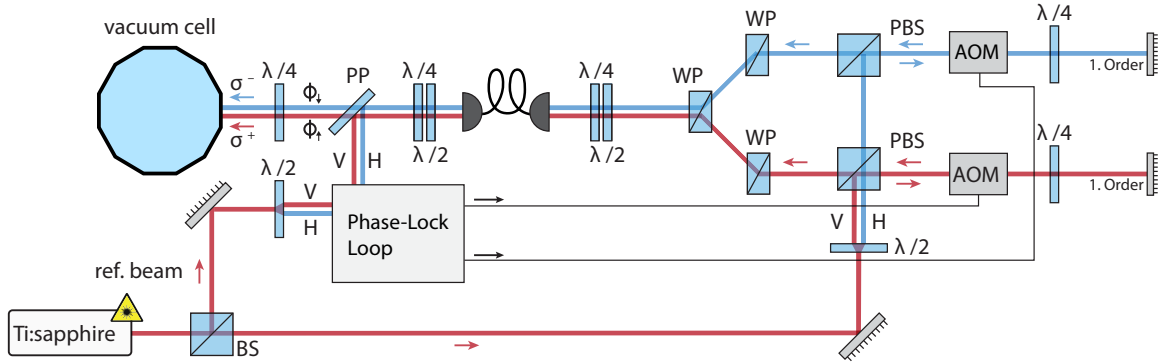 vacuum cell
σ⁻
λ/4
ϕ↓
PP
λ/4
WP
WP
PBS
AOM
λ/4
1. Order
σ⁺
ϕ↑
λ/2
λ/2
V
H
λ/2
V
H
Phase-Lock
Loop
WP
PBS
AOM
λ/4
1. Order
V
H
λ/2
ref. beam
Ti:sapphire
BS
λ/4